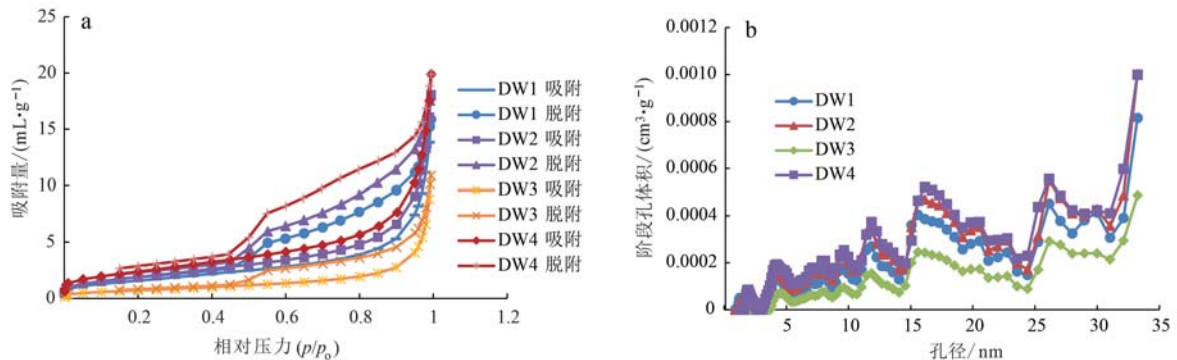 a
25
20
15
10
5
0
0.2
0.4
0.6
0.8
1
1.2
吸附量/(mL·g⁻¹)
相对压力(p/p₀)
DW1 吸附
DW1 脱附
DW2 吸附
DW2 脱附
DW3 吸附
DW3 脱附
DW4 吸附
DW4 脱附
b
0.0012
0.0010
0.0008
0.0006
0.0004
0.0002
0
5
10
15
20
25
30
35
阶段孔体积/(cm³·g⁻¹)
孔径/nm
DW1
DW2
DW3
DW4